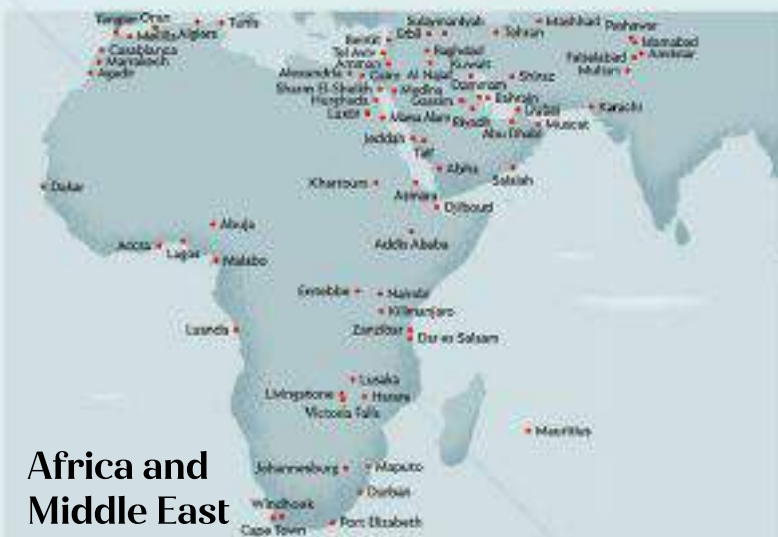 Tangier
Oran
Tunis
Melilla
Algiers
Casablanca
Marrakech
Agadir
Sulaymaniyah
Erbil
Mashhad
Peshawar
Beirut
Tehran
Islamabad
Tel Aviv
Baghdad
Amritsar
Amman
Kuwait
Faisalabad
Alexandria
Cairo
Al Najaf
Shiraz
Multan
Dammam
Sharm El-Sheikh
Medina
Bahrain
Hurghada
Gassim
Dubai
Karachi
Luxor
Marsa Alam
Riyadh
Muscat
Abu Dhabi
Jeddah
Taif
Abha
Salalah
Dakar
Khartoum
Asmara
Djibouti
Abuja
Accra
Lagos
Addis Ababa
Malabo
Entebbe
Nairobi
Kilimanjaro
Luanda
Zanzibar
Dar es Salaam
Lusaka
Livingstone
Harare
Victoria Falls
Mauritius
Africa and
Middle East
Johannesburg
Maputo
Durban
Windhoek
Cape Town
Port Elizabeth